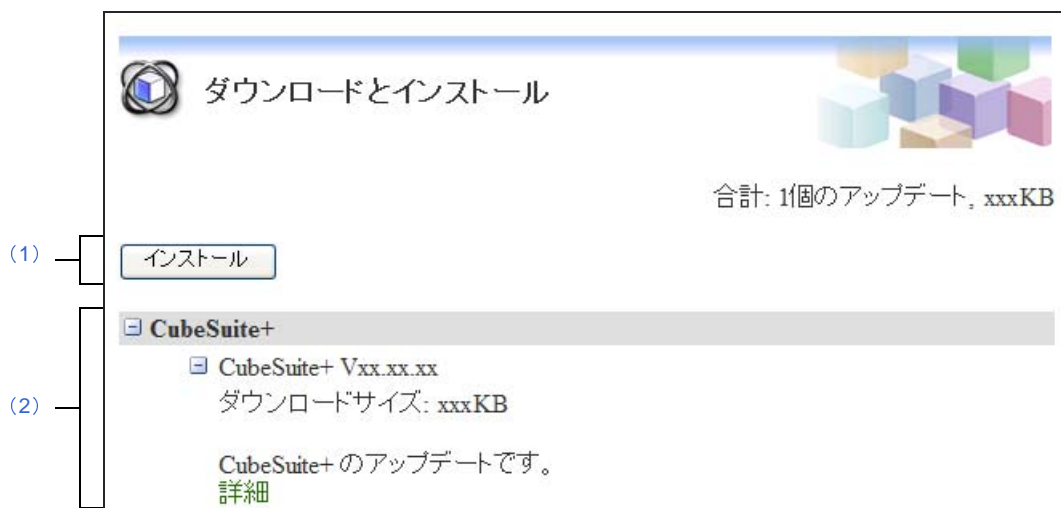 ダウンロードとインストール
合計: 1個のアップデート, xxxKB
(1)
インストール
CubeSuite+
CubeSuite+ Vxx.xx.xx
(2)
ダウンロードサイズ: xxxKB
CubeSuite+ のアップデートです。
詳細